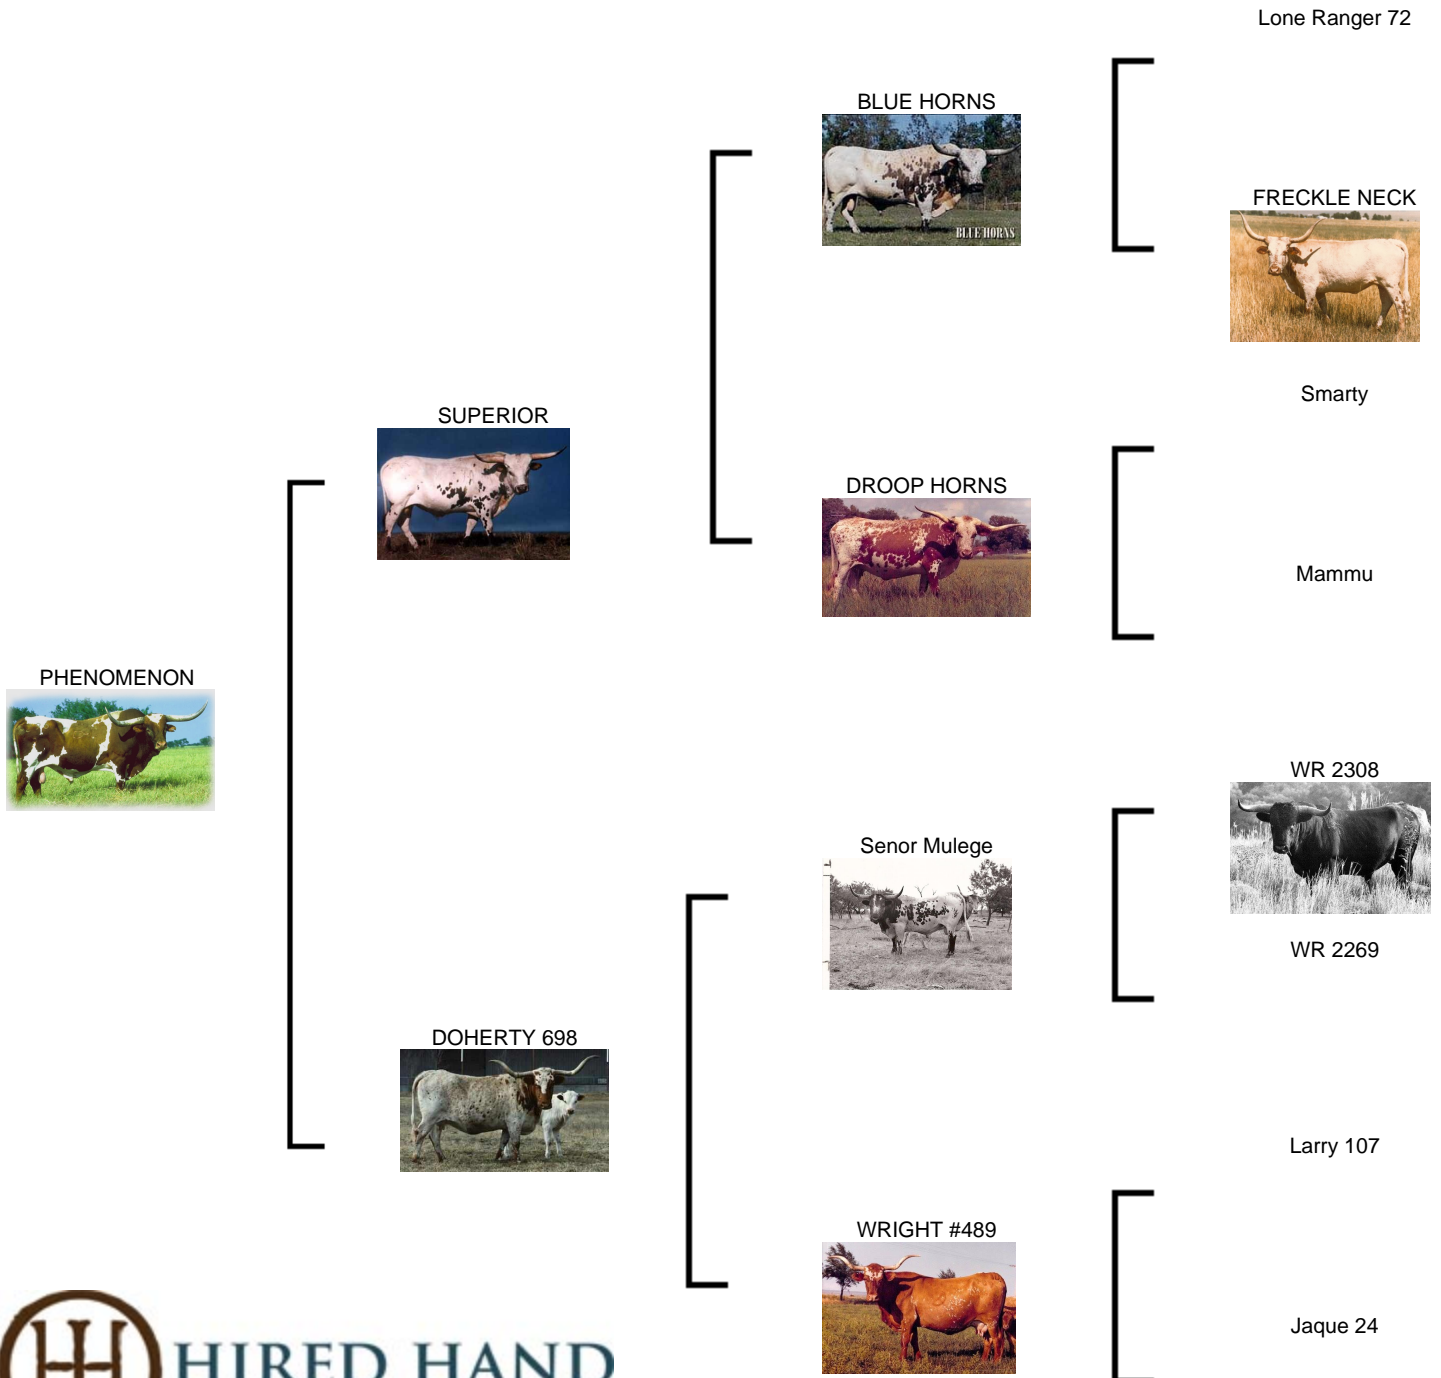 Lone Ranger 72
BLUE HORNS
BLUE HORNS
FRECKLE NECK
Smarty
SUPERIOR
DROOP HORNS
Mammu
PHENOMENON
WR 2308
Senor Mulege
WR 2269
DOHERTY 698
Larry 107
WRIGHT #489
Jaque 24
HIRED HAND